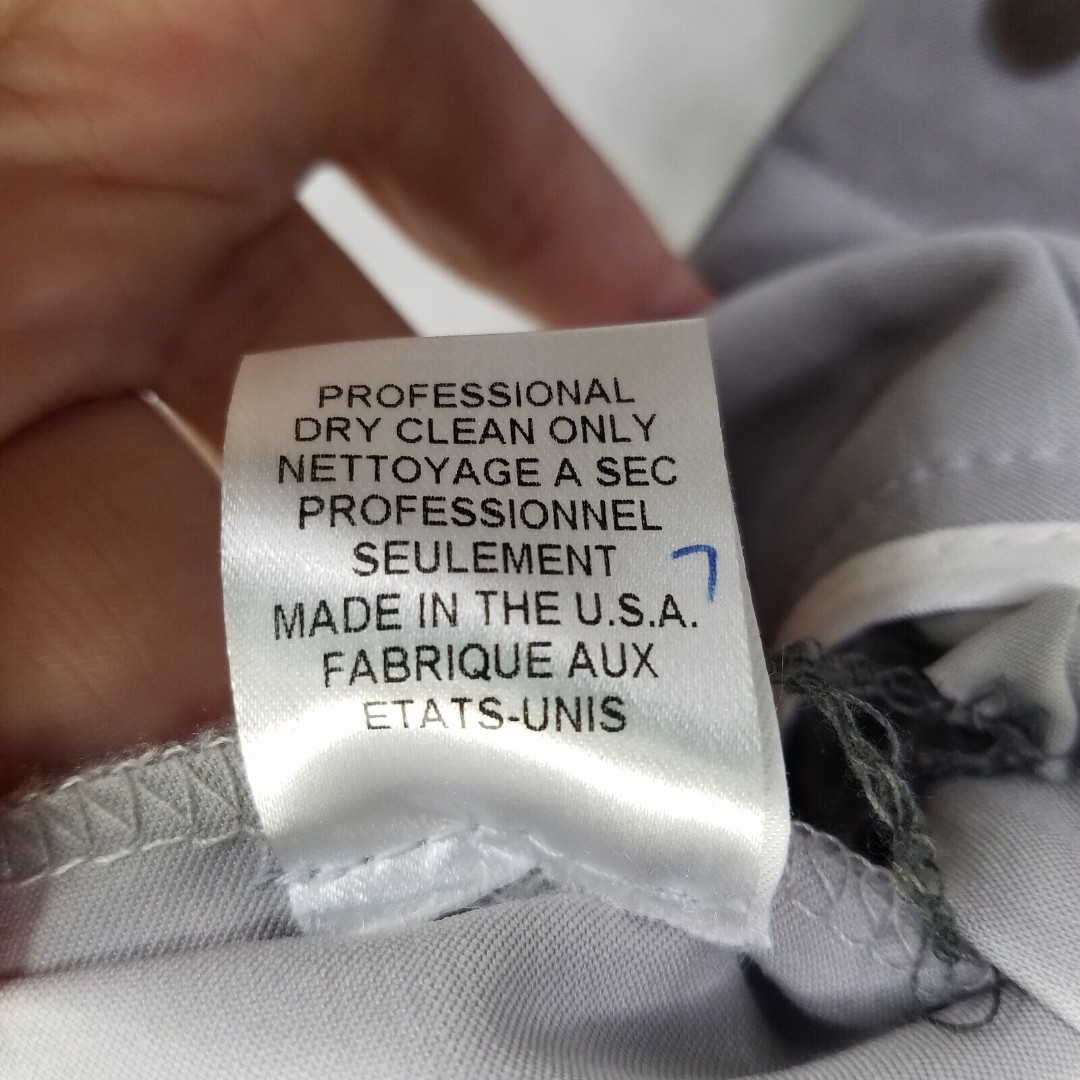 PROFESSIONAL
DRY CLEAN ONLY
NETTOYAGE A SEC
PROFESSIONNEL
SEULEMENT
MADE IN THE U.S.A.
FABRIQUE AUX
ETATS-UNIS